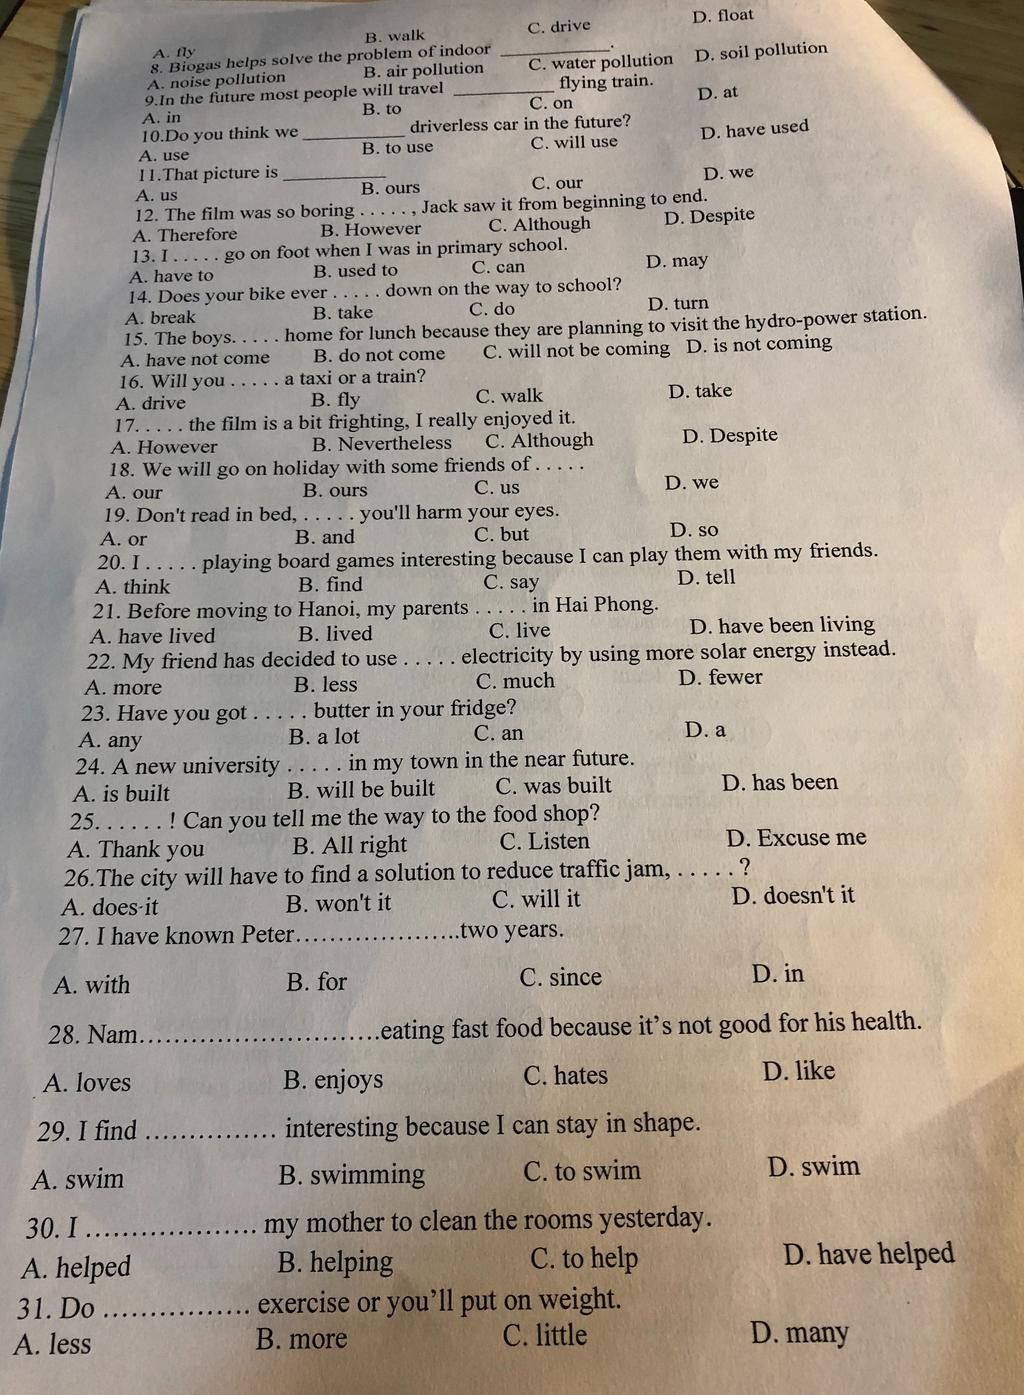 A. fly B. walk C. drive D. float
8. Biogas helps solve the problem of indoor ____________.
A. noise pollution B. air pollution C. water pollution D. soil pollution
9.In the future most people will travel ___________ flying train.
A. in B. to C. on D. at
10.Do you think we ___________ driverless car in the future?
A. use B. to use C. will use D. have used
11.That picture is ___________
A. us B. ours C. our D. we
12. The film was so boring . . . . . , Jack saw it from beginning to end.
A. Therefore B. However C. Although D. Despite
13. I . . . . . go on foot when I was in primary school.
A. have to B. used to C. can D. may
14. Does your bike ever . . . . . down on the way to school?
A. break B. take C. do D. turn
15. The boys. . . . . home for lunch because they are planning to visit the hydro-power station.
A. have not come B. do not come C. will not be coming D. is not coming
16. Will you . . . . . a taxi or a train?
A. drive B. fly C. walk D. take
17. . . . . the film is a bit frighting, I really enjoyed it.
A. However B. Nevertheless C. Although D. Despite
18. We will go on holiday with some friends of . . . . .
A. our B. ours C. us D. we
19. Don't read in bed, . . . . . you'll harm your eyes.
A. or B. and C. but D. so
20. I . . . . . playing board games interesting because I can play them with my friends.
A. think B. find C. say D. tell
21. Before moving to Hanoi, my parents . . . . . in Hai Phong.
A. have lived B. lived C. live D. have been living
22. My friend has decided to use . . . . . electricity by using more solar energy instead.
A. more B. less C. much D. fewer
23. Have you got . . . . . butter in your fridge?
A. any B. a lot C. an D. a
24. A new university . . . . . in my town in the near future.
A. is built B. will be built C. was built D. has been
25. . . . . . ! Can you tell me the way to the food shop?
A. Thank you B. All right C. Listen D. Excuse me
26.The city will have to find a solution to reduce traffic jam, . . . . . ?
A. does-it B. won't it C. will it D. doesn't it
27. I have known Peter.....................two years.
A. with B. for C. since D. in
28. Nam..............................eating fast food because it's not good for his health.
A. loves B. enjoys C. hates D. like
29. I find ................ interesting because I can stay in shape.
A. swim B. swimming C. to swim D. swim
30. I ..................... my mother to clean the rooms yesterday.
A. helped B. helping C. to help D. have helped
31. Do .................. exercise or you'll put on weight.
A. less B. more C. little D. many